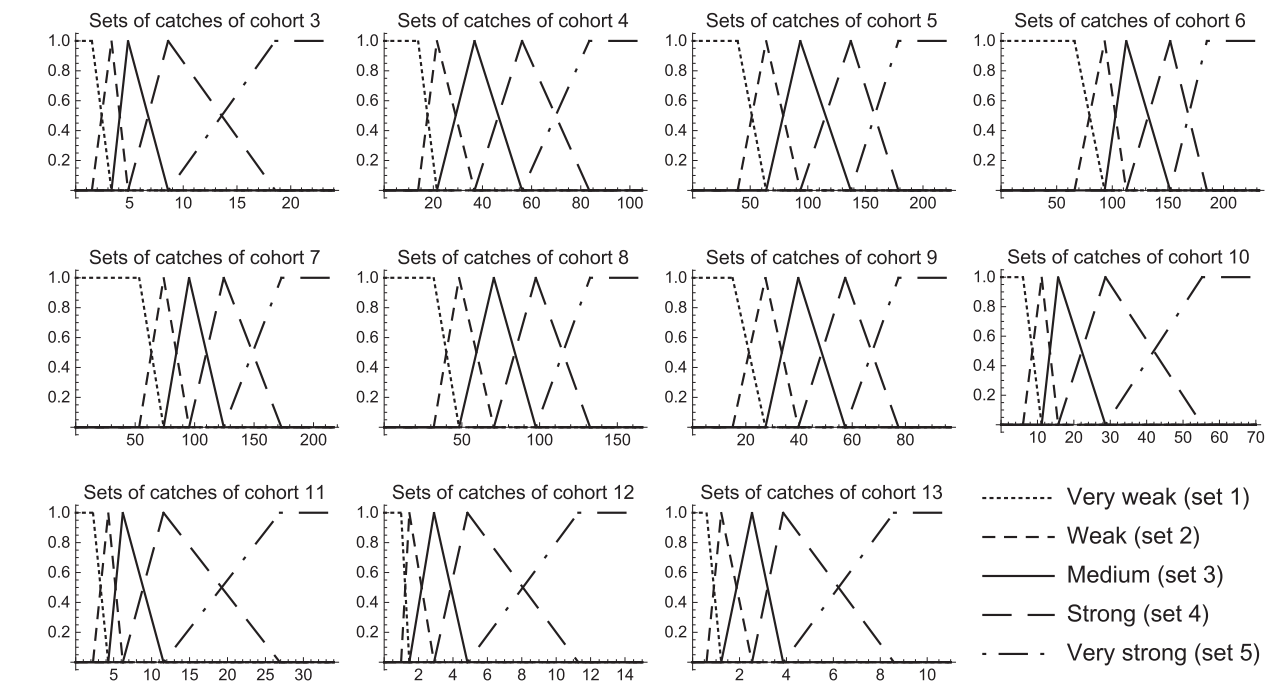 Sets of catches of cohort 3
Sets of catches of cohort 4
Sets of catches of cohort 5
Sets of catches of cohort 6
1.0 0.8 0.6 0.4 0.2
5 10 15 20
1.0 0.8 0.6 0.4 0.2
20 40 60 80 100
1.0 0.8 0.6 0.4 0.2
50 100 150 200
1.0 0.8 0.6 0.4 0.2
50 100 150 200
Sets of catches of cohort 7
Sets of catches of cohort 8
Sets of catches of cohort 9
Sets of catches of cohort 10
1.0 0.8 0.6 0.4 0.2
50 100 150 200
1.0 0.8 0.6 0.4 0.2
50 100 150
1.0 0.8 0.6 0.4 0.2
20 40 60 80
1.0 0.8 0.6 0.4 0.2
10 20 30 40 50 60 70
Sets of catches of cohort 11
Sets of catches of cohort 12
Sets of catches of cohort 13
1.0 0.8 0.6 0.4 0.2
5 10 15 20 25 30
1.0 0.8 0.6 0.4 0.2
2 4 6 8 10 12 14
1.0 0.8 0.6 0.4 0.2
2 4 6 8 10
Very weak (set 1)
Weak (set 2)
Medium (set 3)
Strong (set 4)
Very strong (set 5)